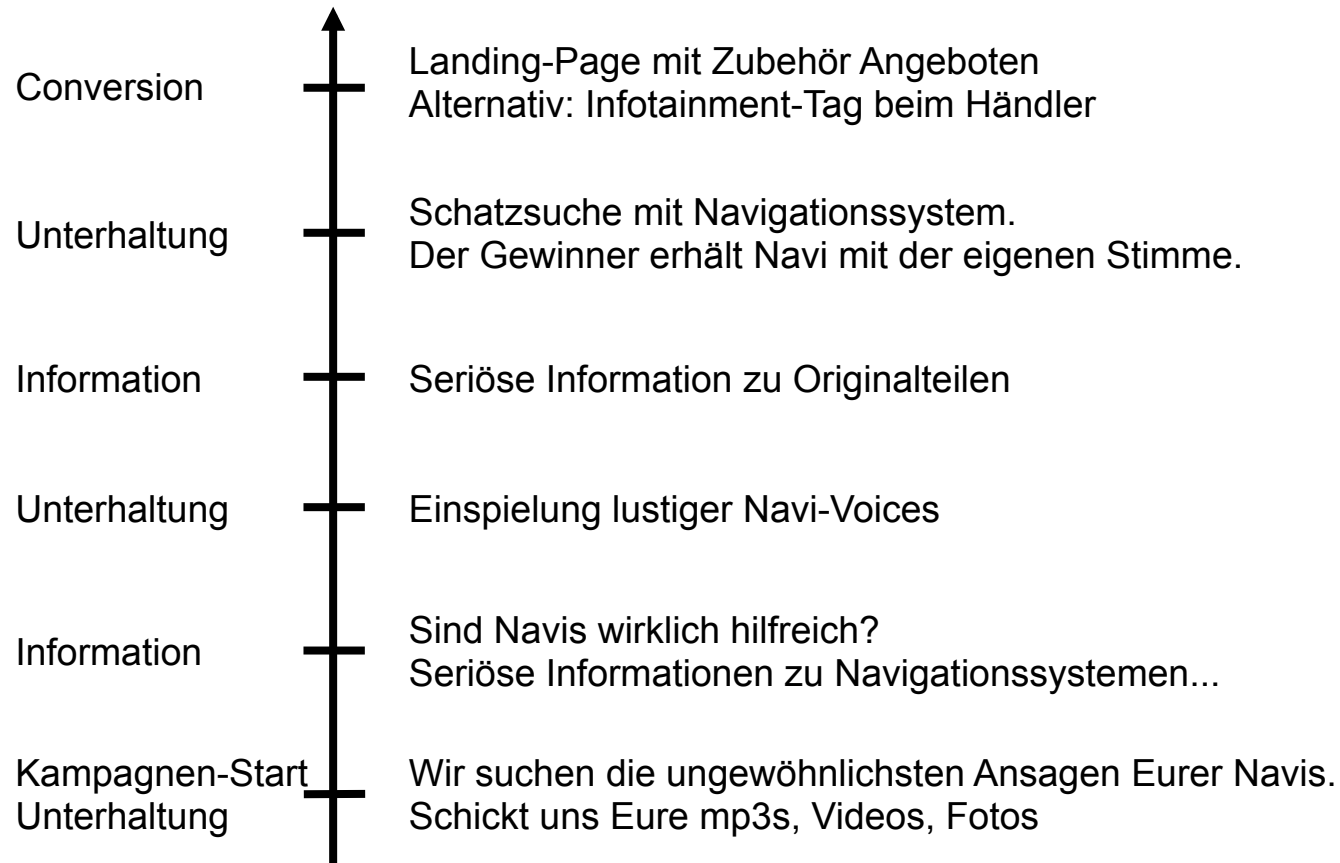 Conversion
Landing-Page mit Zubehör Angeboten
Alternativ: Infotainment-Tag beim Händler
Unterhaltung
Schatzsuche mit Navigationssystem.
Der Gewinner erhält Navi mit der eigenen Stimme.
Information
Seriöse Information zu Originalteilen
Unterhaltung
Einspielung lustiger Navi-Voices
Information
Sind Navis wirklich hilfreich?
Seriöse Informationen zu Navigationssystemen...
Kampagnen-Start
Unterhaltung
Wir suchen die ungewöhnlichsten Ansagen Eurer Navis.
Schickt uns Eure mp3s, Videos, Fotos